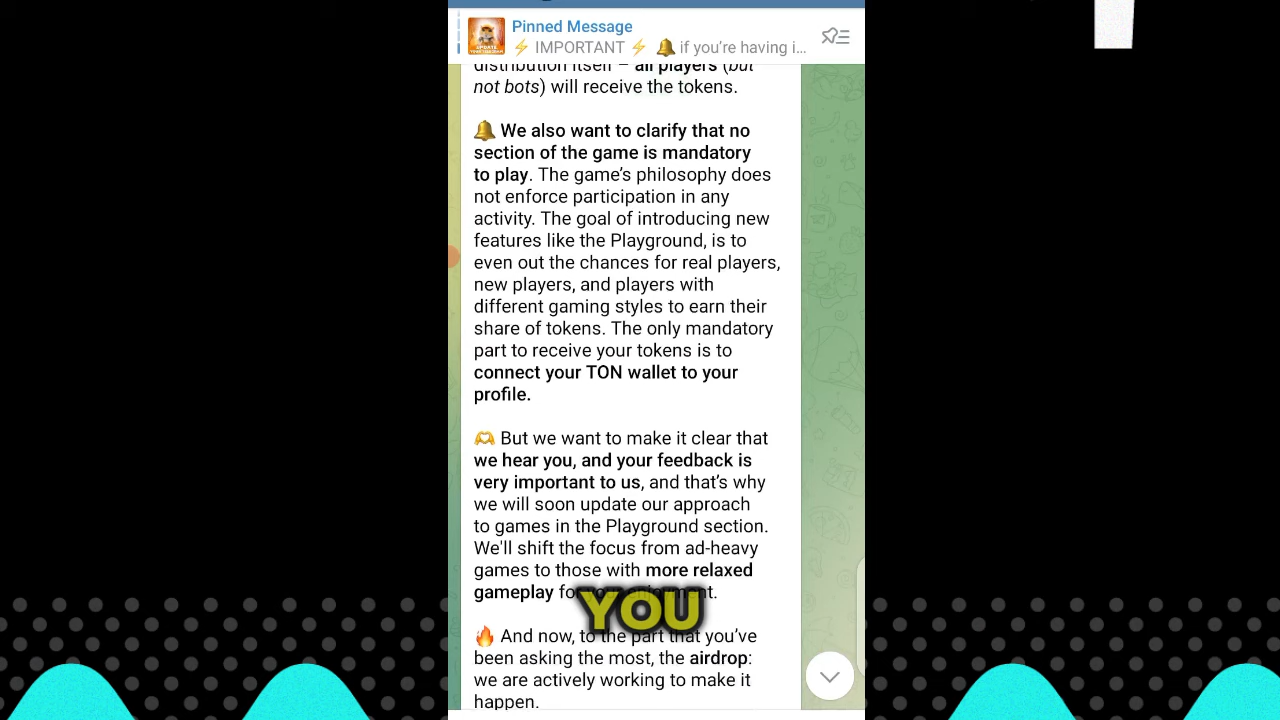 Pinned Message
⚡ IMPORTANT ⚡ 🔔 if you're having i...
distribution itself – all players (but
not bots) will receive the tokens.
🔔 We also want to clarify that no
section of the game is mandatory
to play. The game's philosophy does
not enforce participation in any
activity. The goal of introducing new
features like the Playground, is to
even out the chances for real players,
new players, and players with
different gaming styles to earn their
share of tokens. The only mandatory
part to receive your tokens is to
connect your TON wallet to your
profile.
🫶 But we want to make it clear that
we hear you, and your feedback is
very important to us, and that's why
we will soon update our approach
to games in the Playground section.
We'll shift the focus from ad-heavy
games to those with more relaxed
gameplay for your enjoyment.
YOU
🔥 And now, to the part that you've
been asking the most, the airdrop:
we are actively working to make it
happen.